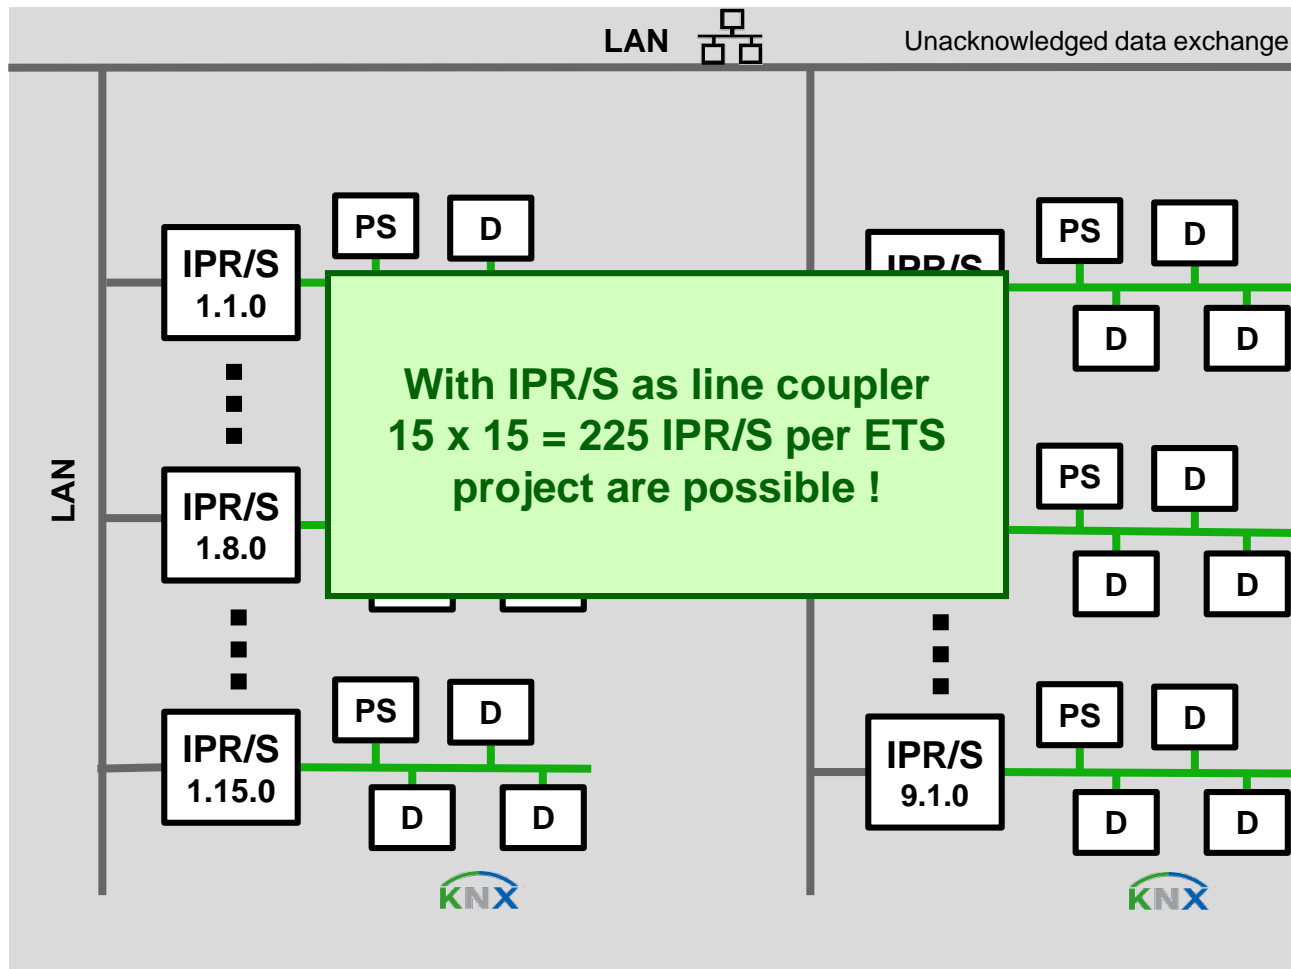 LAN
Unacknowledged data exchange
PS
D
PS
D
IPR/S
1.1.0
IPR/S
D
D
With IPR/S as line coupler
15 x 15 = 225 IPR/S per ETS
project are possible !
LAN
IPR/S
1.8.0
PS
D
D
D
PS
D
PS
D
IPR/S
1.15.0
IPR/S
9.1.0
D
D
D
D
KNX
KNX